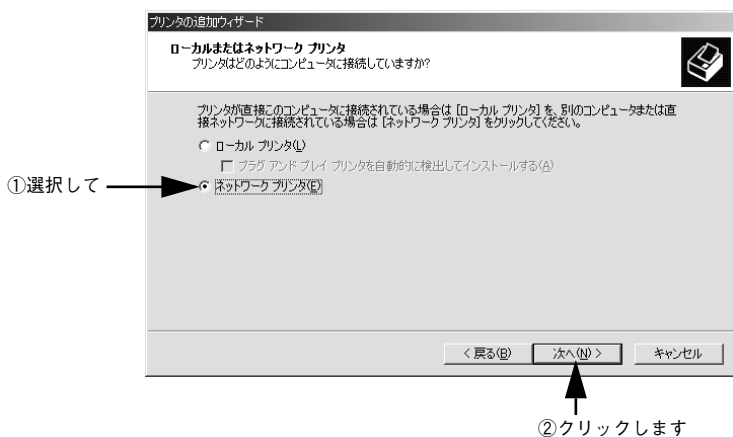 プリンタの追加ウィザード
ローカルまたはネットワーク プリンタ
プリンタはどのようにコンピュータに接続していますか?
プリンタが直接このコンピュータに接続されている場合は [ローカル プリンタ] を、別のコンピュータまたは直
接ネットワークに接続されている場合は [ネットワーク プリンタ] をクリックしてください。
ローカル プリンタ(L)
プラグ アンド プレイ プリンタを自動的に検出してインストールする(A)
①選択して
ネットワーク プリンタ(E)
< 戻る(B) 次へ(N) > キャンセル
②クリックします